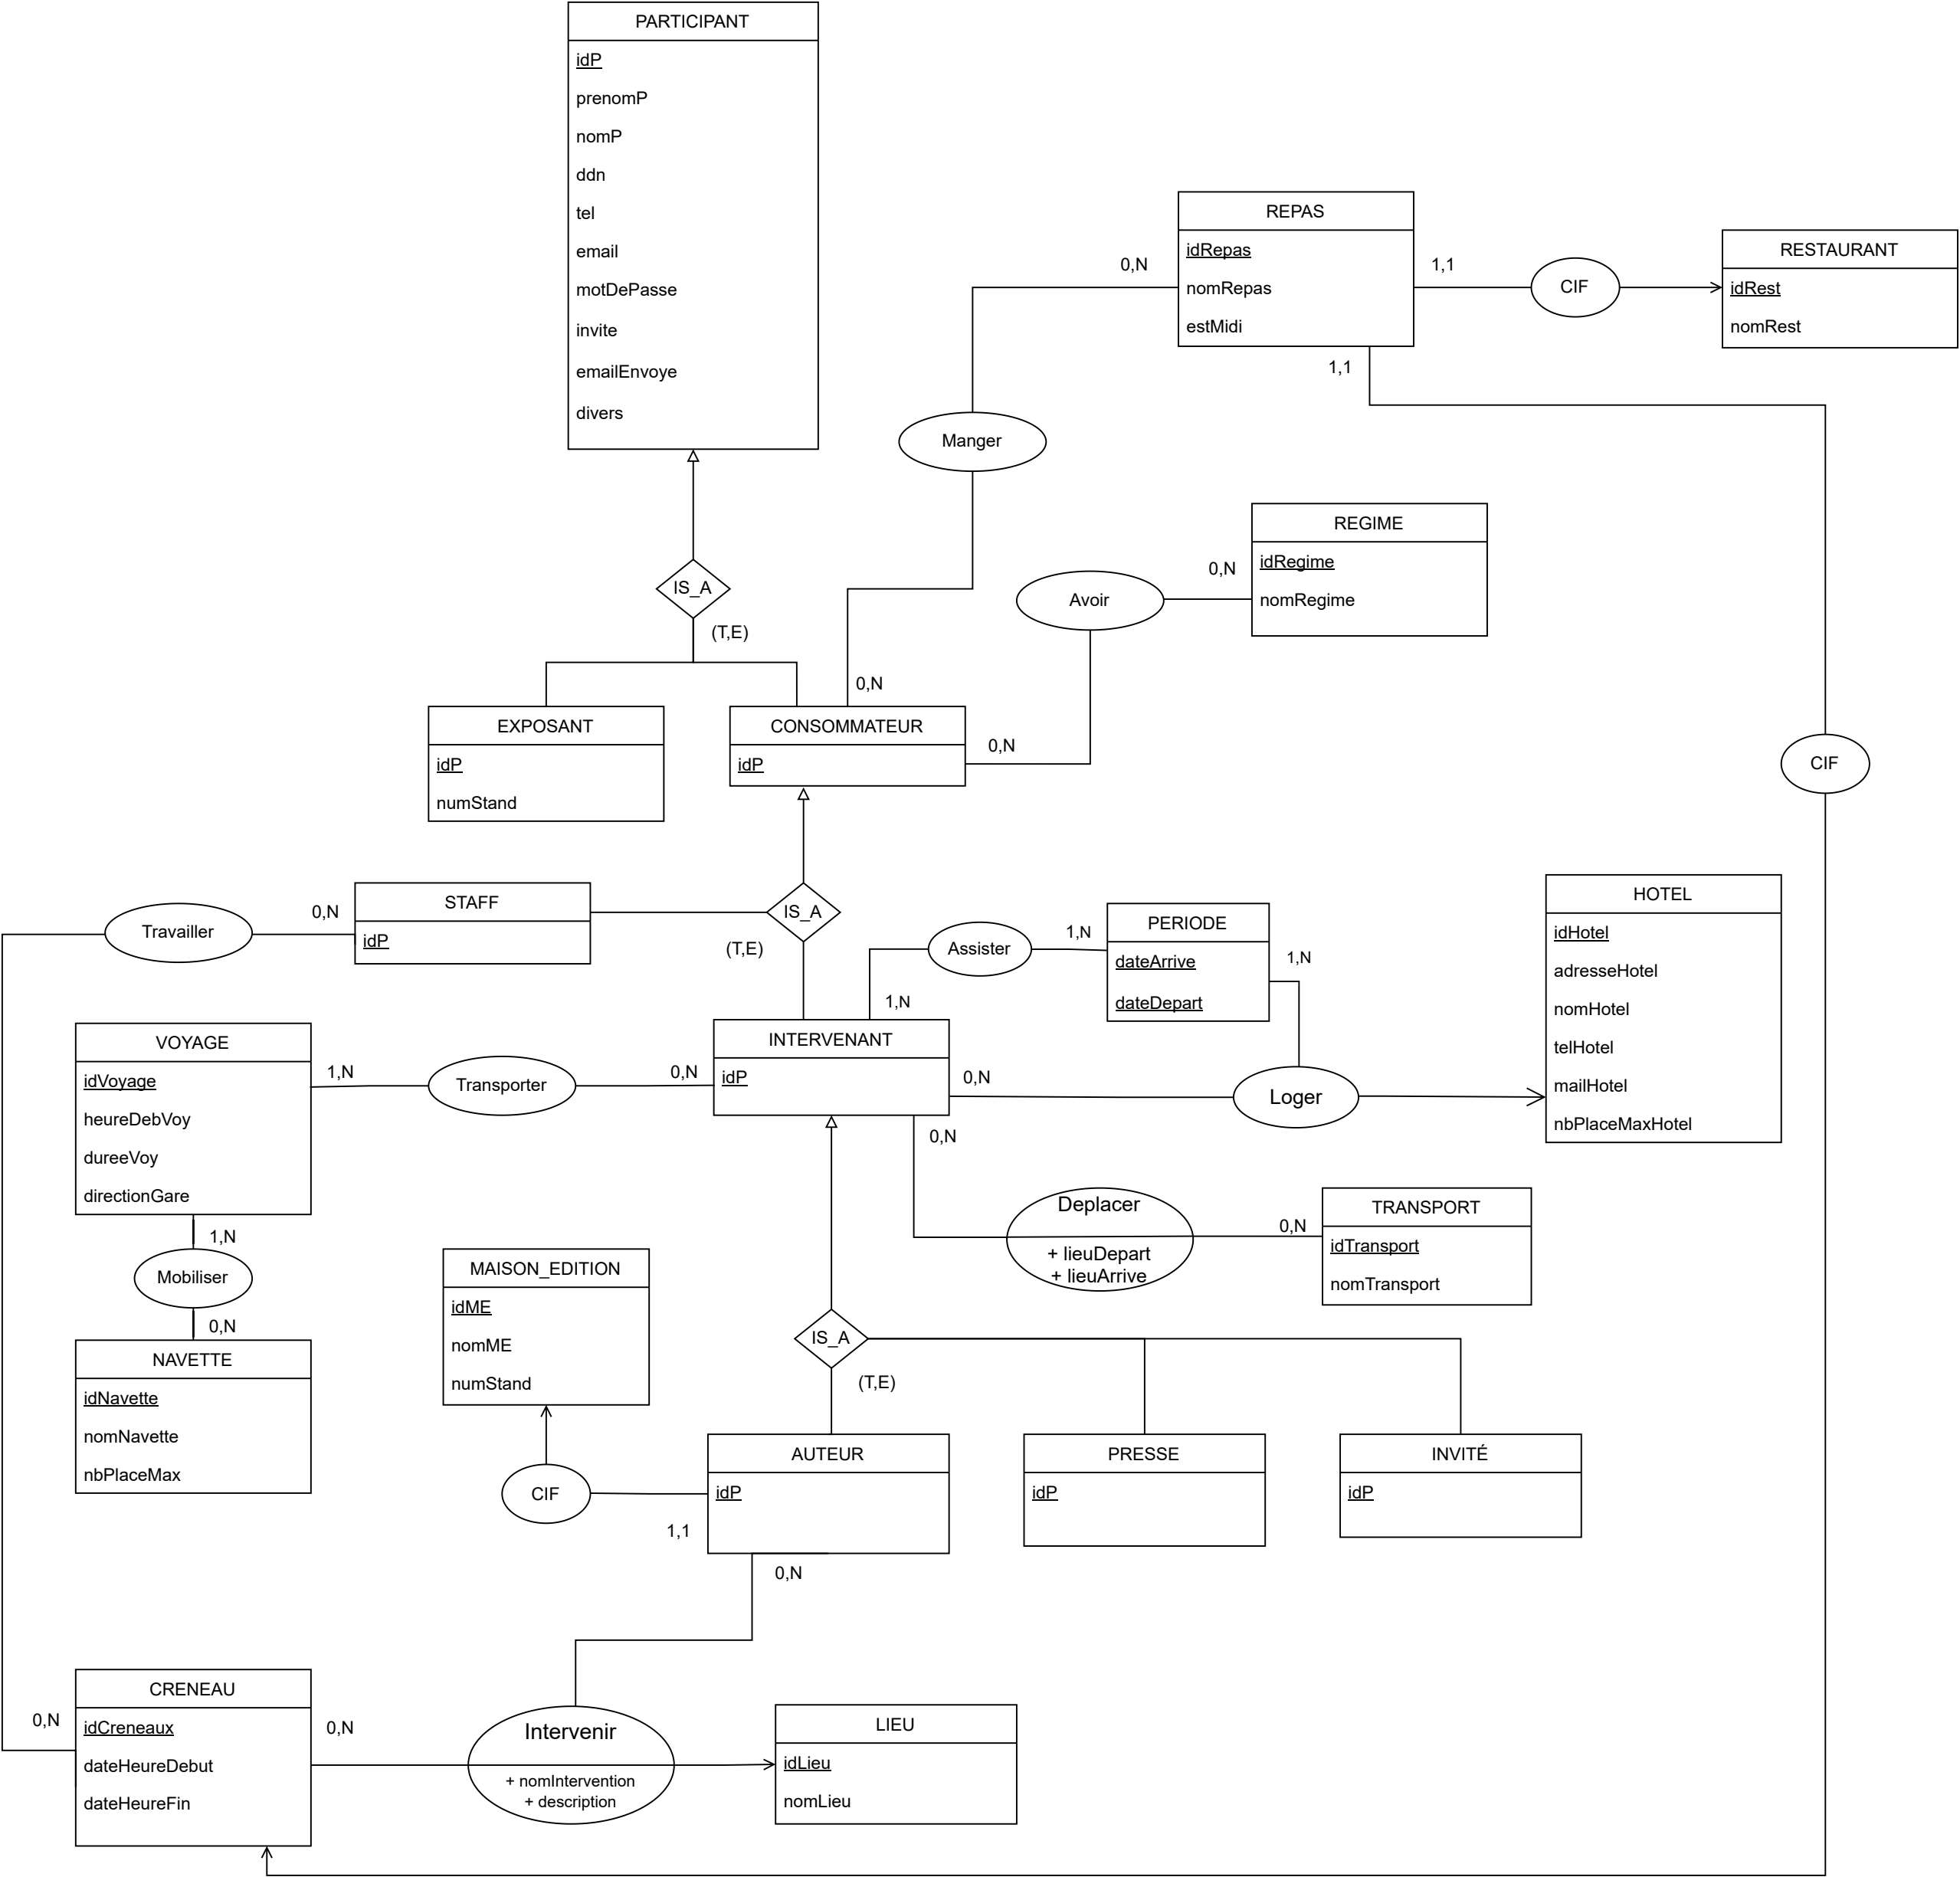 PARTICIPANT
idP
prenomP
nomP
ddn
tel
email
motDePasse
invite
emailEnvoye
divers
REPAS
idRepas
nomRepas
estMidi
0,N
1,1
1,1
CIF
RESTAURANT
idRest
nomRest
Manger
REGIME
idRegime
nomRegime
0,N
Avoir
IS_A
(T,E)
0,N
EXPOSANT
idP
numStand
CONSOMMATEUR
idP
0,N
CIF
Travailler
0,N
STAFF
idP
IS_A
(T,E)
Assister
1,N
1,N
PERIODE
dateArrive
dateDepart
1,N
HOTEL
idHotel
adresseHotel
nomHotel
telHotel
mailHotel
nbPlaceMaxHotel
VOYAGE
idVoyage
heureDebVoy
dureeVoy
directionGare
1,N
Transporter
0,N
INTERVENANT
idP
0,N
Loger
0,N
Deplacer
+ lieuDepart
+ lieuArrive
0,N
TRANSPORT
idTransport
nomTransport
1,N
Mobiliser
0,N
NAVETTE
idNavette
nomNavette
nbPlaceMax
MAISON_EDITION
idME
nomME
numStand
IS_A
(T,E)
CIF
1,1
AUTEUR
idP
PRESSE
idP
INVITÉ
idP
0,N
CRENEAU
idCreneaux
dateHeureDebut
dateHeureFin
0,N
0,N
Intervenir
+ nomIntervention
+ description
LIEU
idLieu
nomLieu